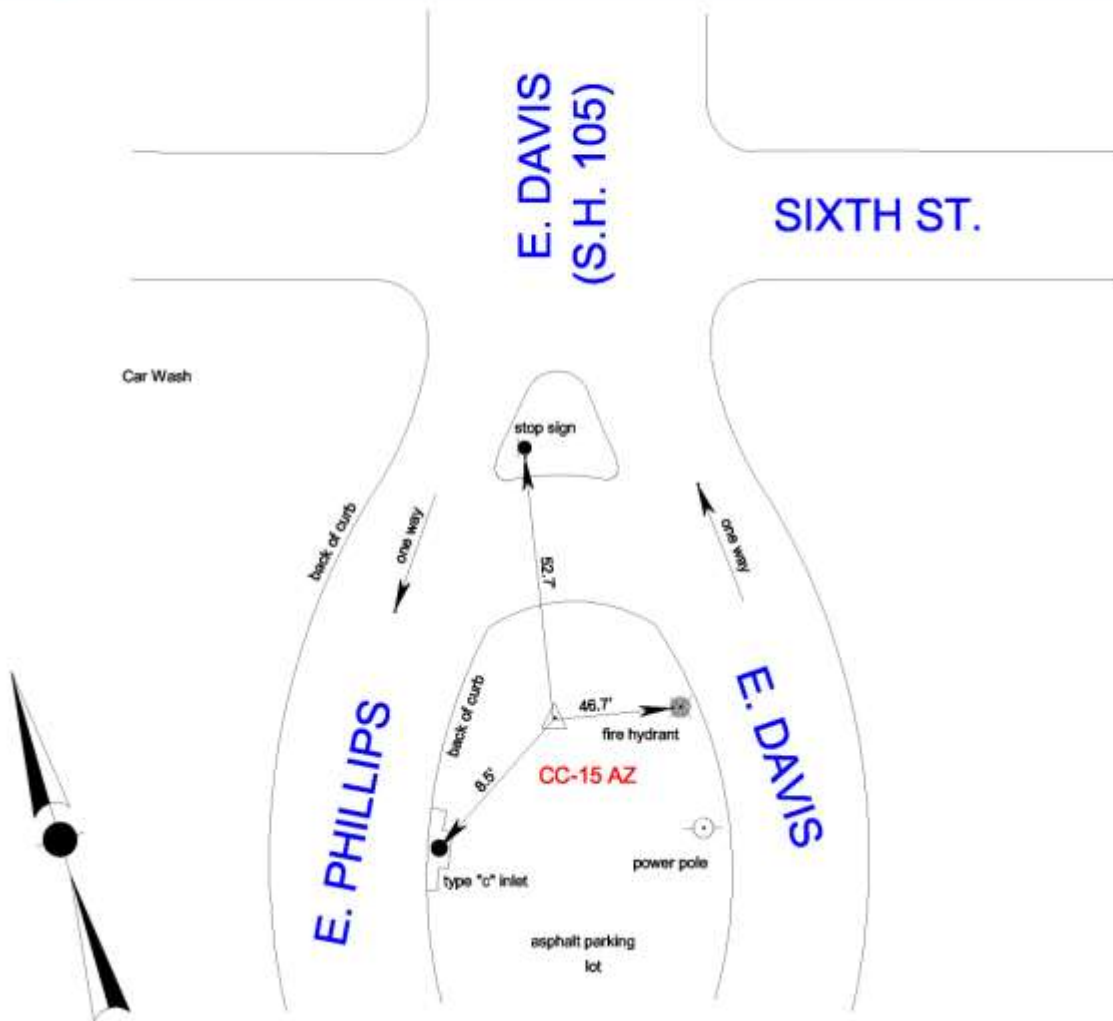 E. DAVIS
(S.H. 105)
SIXTH ST.
Car Wash
stop sign
back of curb
one way
one way
52.7'
E. PHILLIPS
back of curb
46.7'
fire hydrant
E. DAVIS
8.5'
CC-15 AZ
power pole
type "c" inlet
asphalt parking
lot